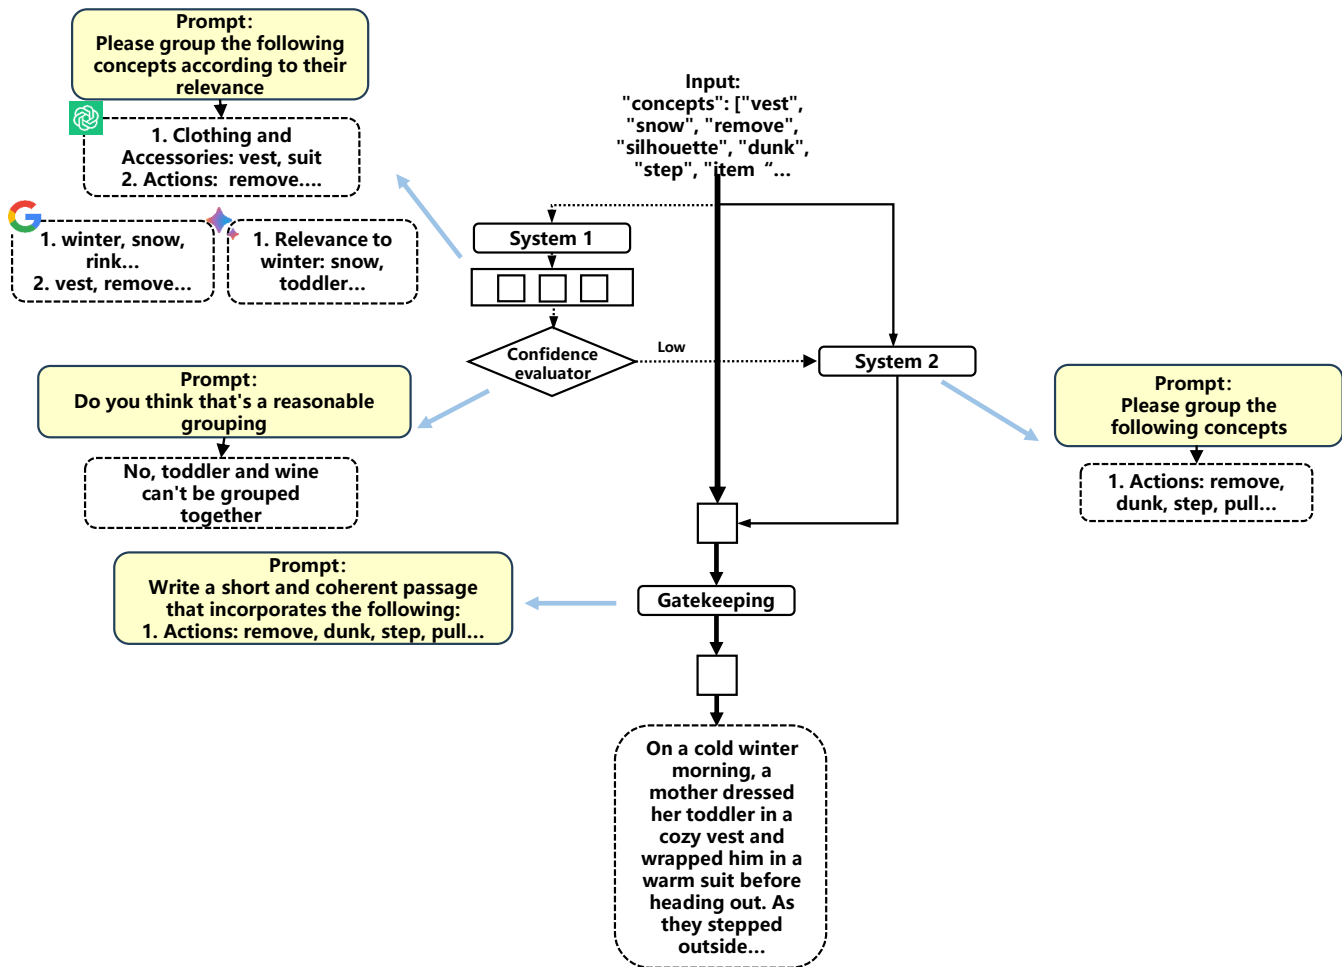 Prompt:
Please group the following
concepts according to their
relevance
1. Clothing and
Accessories: vest, suit
2. Actions:  remove....
1. winter, snow,
rink...
2. vest, remove...
1. Relevance to
winter: snow,
toddler...
Input:
"concepts": ["vest",
"snow", "remove",
"silhouette", "dunk",
"step", "item “...
System 1
Confidence
evaluator
Low
System 2
Prompt:
Do you think that's a reasonable
grouping
No, toddler and wine
can't be grouped
together
Prompt:
Please group the
following concepts
1. Actions: remove,
dunk, step, pull...
Prompt:
Write a short and coherent passage
that incorporates the following:
1. Actions: remove, dunk, step, pull...
Gatekeeping
On a cold winter
morning, a
mother dressed
her toddler in a
cozy vest and
wrapped him in a
warm suit before
heading out. As
they stepped
outside...